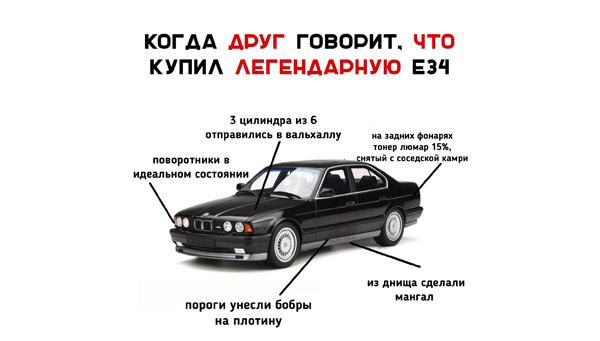 КОГДА ДРУГ ГОВОРИТ, ЧТО
КУПИЛ ЛЕГЕНДАРНУЮ Е34
3 цилиндра из 6
отправились в вальхаллу
на задних фонарях
тонер люмар 15%,
снятый с соседской камри
поворотники в
идеальном состоянии
из днища сделали
мангал
пороги унесли бобры
на плотину